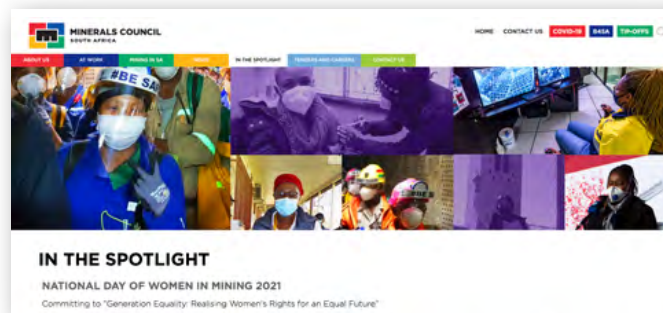 MINERALS COUNCIL
SOUTH AFRICA
HOME CONTACT US COVID-19 B4SA TIP-OFFS
ABOUT US AT WORK MINING IN SA IN THE SPOTLIGHT TENDERS AND CAREERS CONTACT US
#BE SA
IN THE SPOTLIGHT
NATIONAL DAY OF WOMEN IN MINING 2021
Committing to "Generation Equality: Realising Women's Rights for an Equal Future"